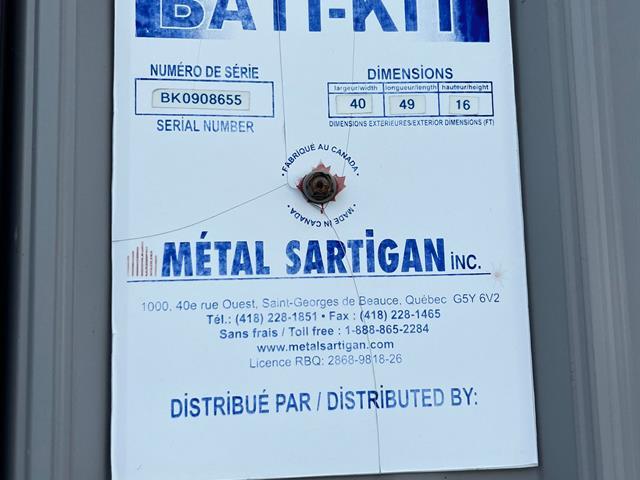 BÂTI-KIT
NUMÉRO DE SÉRIE
BK0908655
SERIAL NUMBER
DIMENSIONS
largeur/width longueur/length hauteur/height
40 49 16
DIMENSIONS EXTÉRIEURES/EXTERIOR DIMENSIONS (FT)
• FABRIQUÉ AU CANADA •
• MADE IN CANADA •
MÉTAL SARTIGAN INC.
1000, 40e rue Ouest, Saint-Georges de Beauce, Québec G5Y 6V2
Tél.: (418) 228-1851 • Fax : (418) 228-1465
Sans frais / Toll free : 1-888-865-2284
www.metalsartigan.com
Licence RBQ: 2868-9818-26
DISTRIBUÉ PAR / DISTRIBUTED BY: